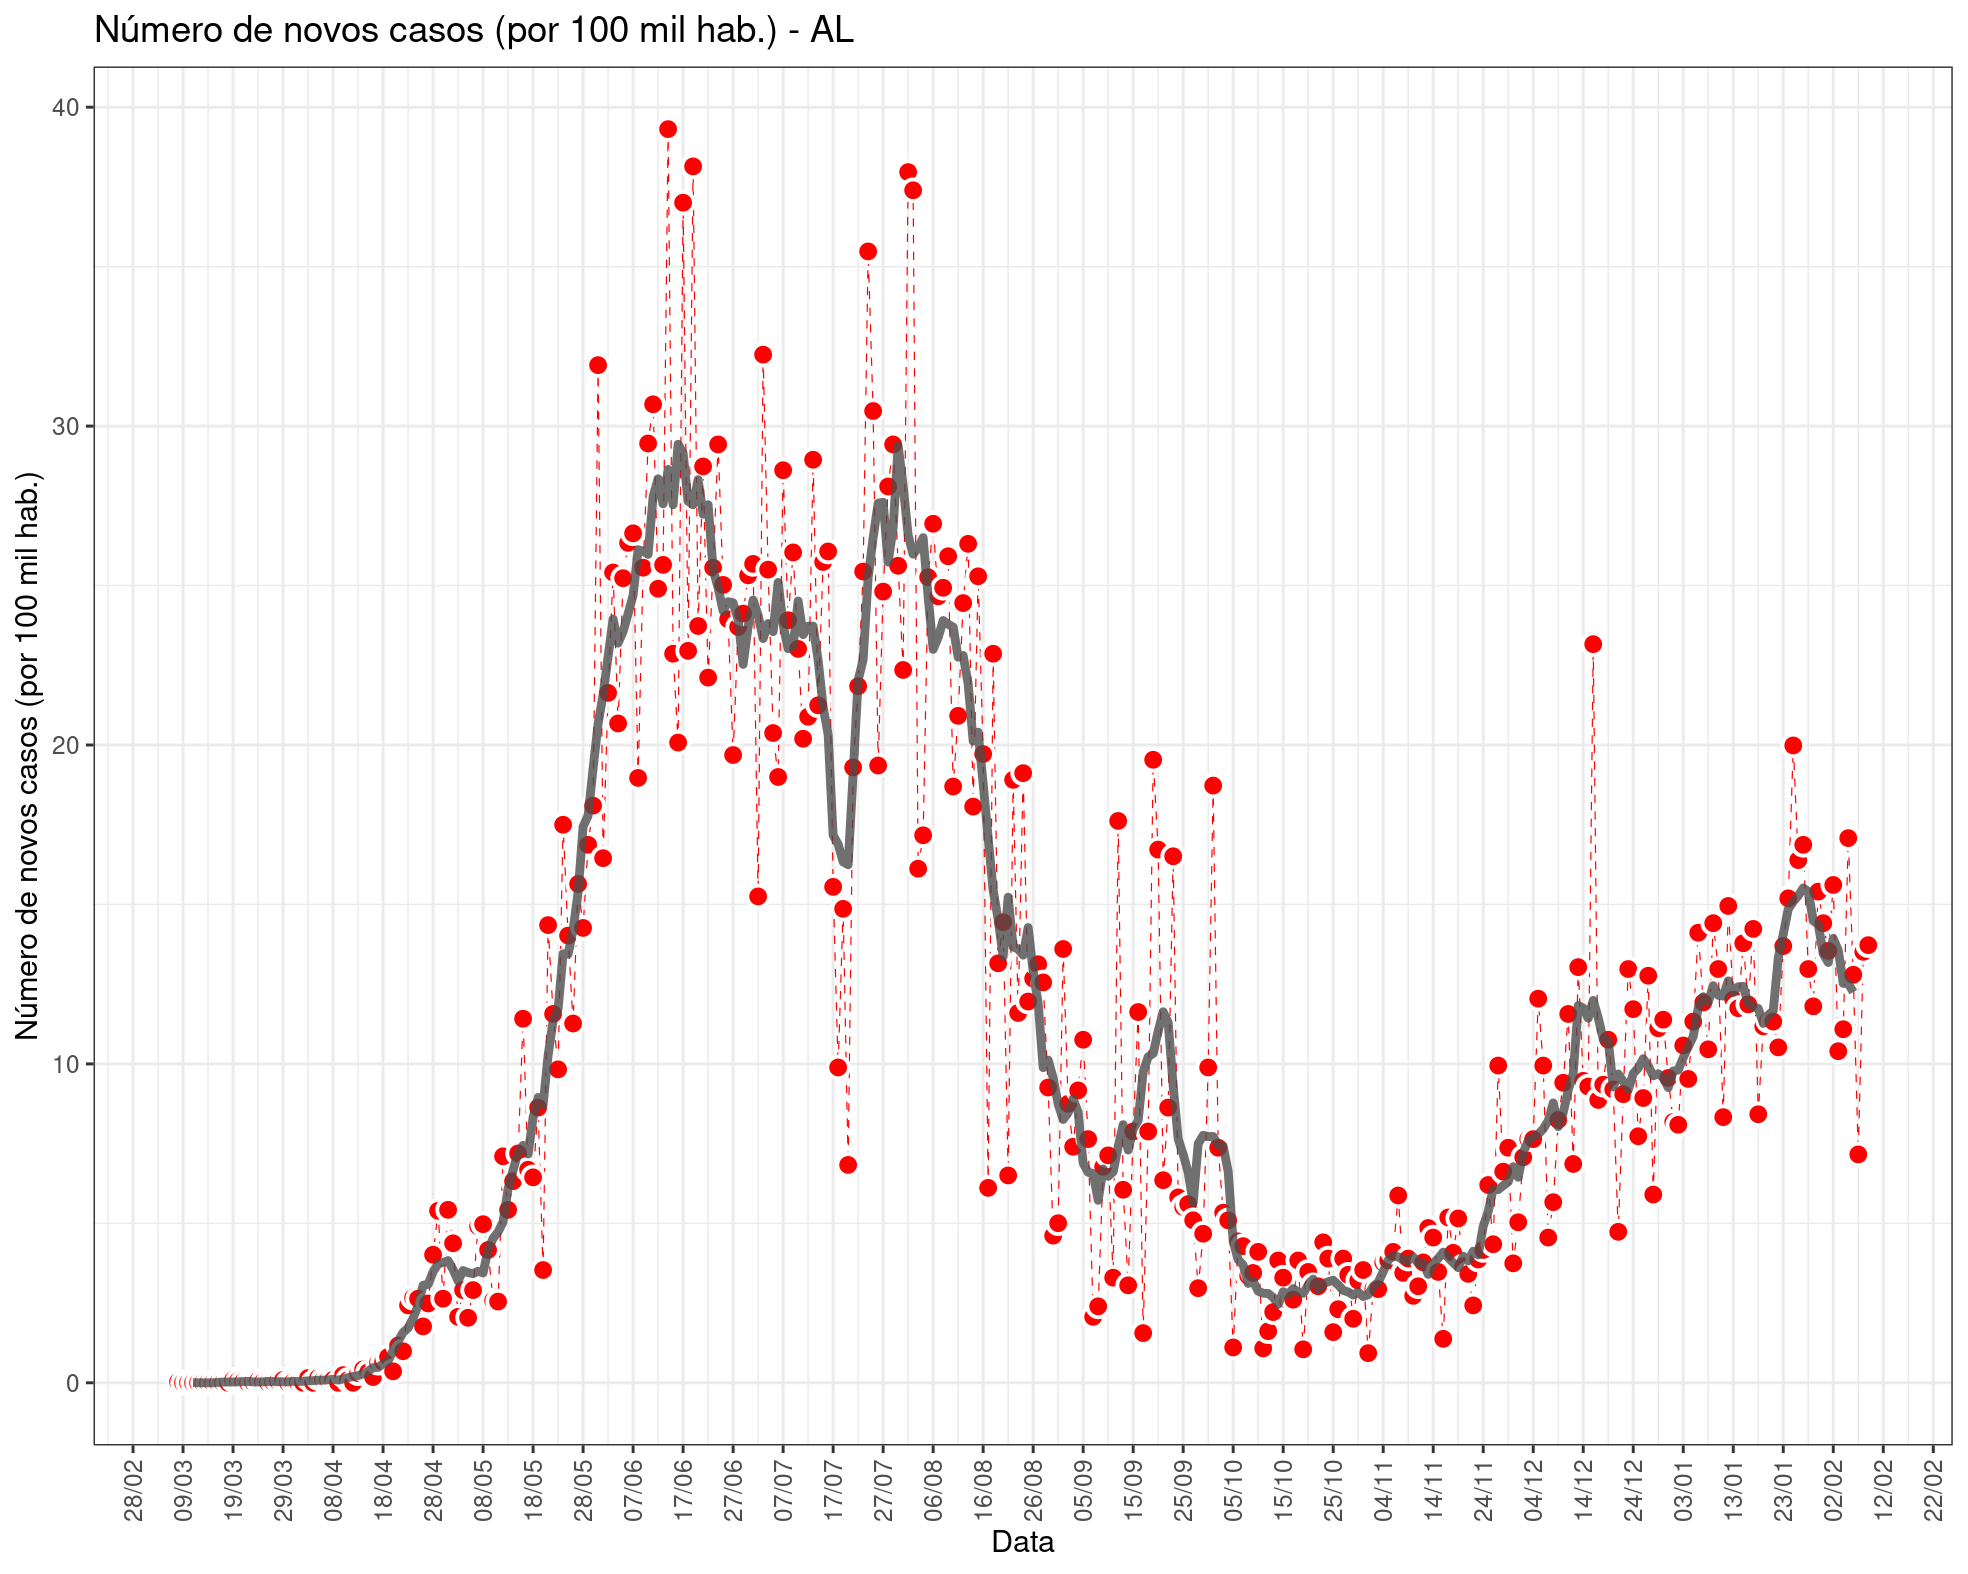 Número de novos casos (por 100 mil hab.) - AL
Número de novos casos (por 100 mil hab.)
40
30
20
10
0
28/02 09/03 19/03 29/03 08/04 18/04 28/04 08/05 18/05 28/05 07/06 17/06 27/06 07/07 17/07 27/07 06/08 16/08 26/08 05/09 15/09 25/09 05/10 15/10 25/10 04/11 14/11 24/11 04/12 14/12 24/12 03/01 13/01 23/01 02/02 12/02 22/02
Data